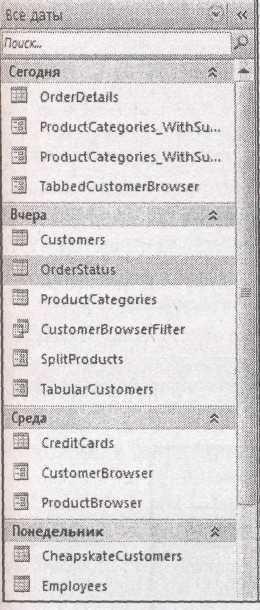 Все даты
Поиск...
Сегодня
OrderDetails
ProductCategories_WithSu...
ProductCategories_WithSu...
TabbedCustomerBrowser
Вчера
Customers
OrderStatus
ProductCategories
CustomerBrowserFilter
SplitProducts
TabularCustomers
Среда
CreditCards
CustomerBrowser
ProductBrowser
Понедельник
CheapskateCustomers
Employees